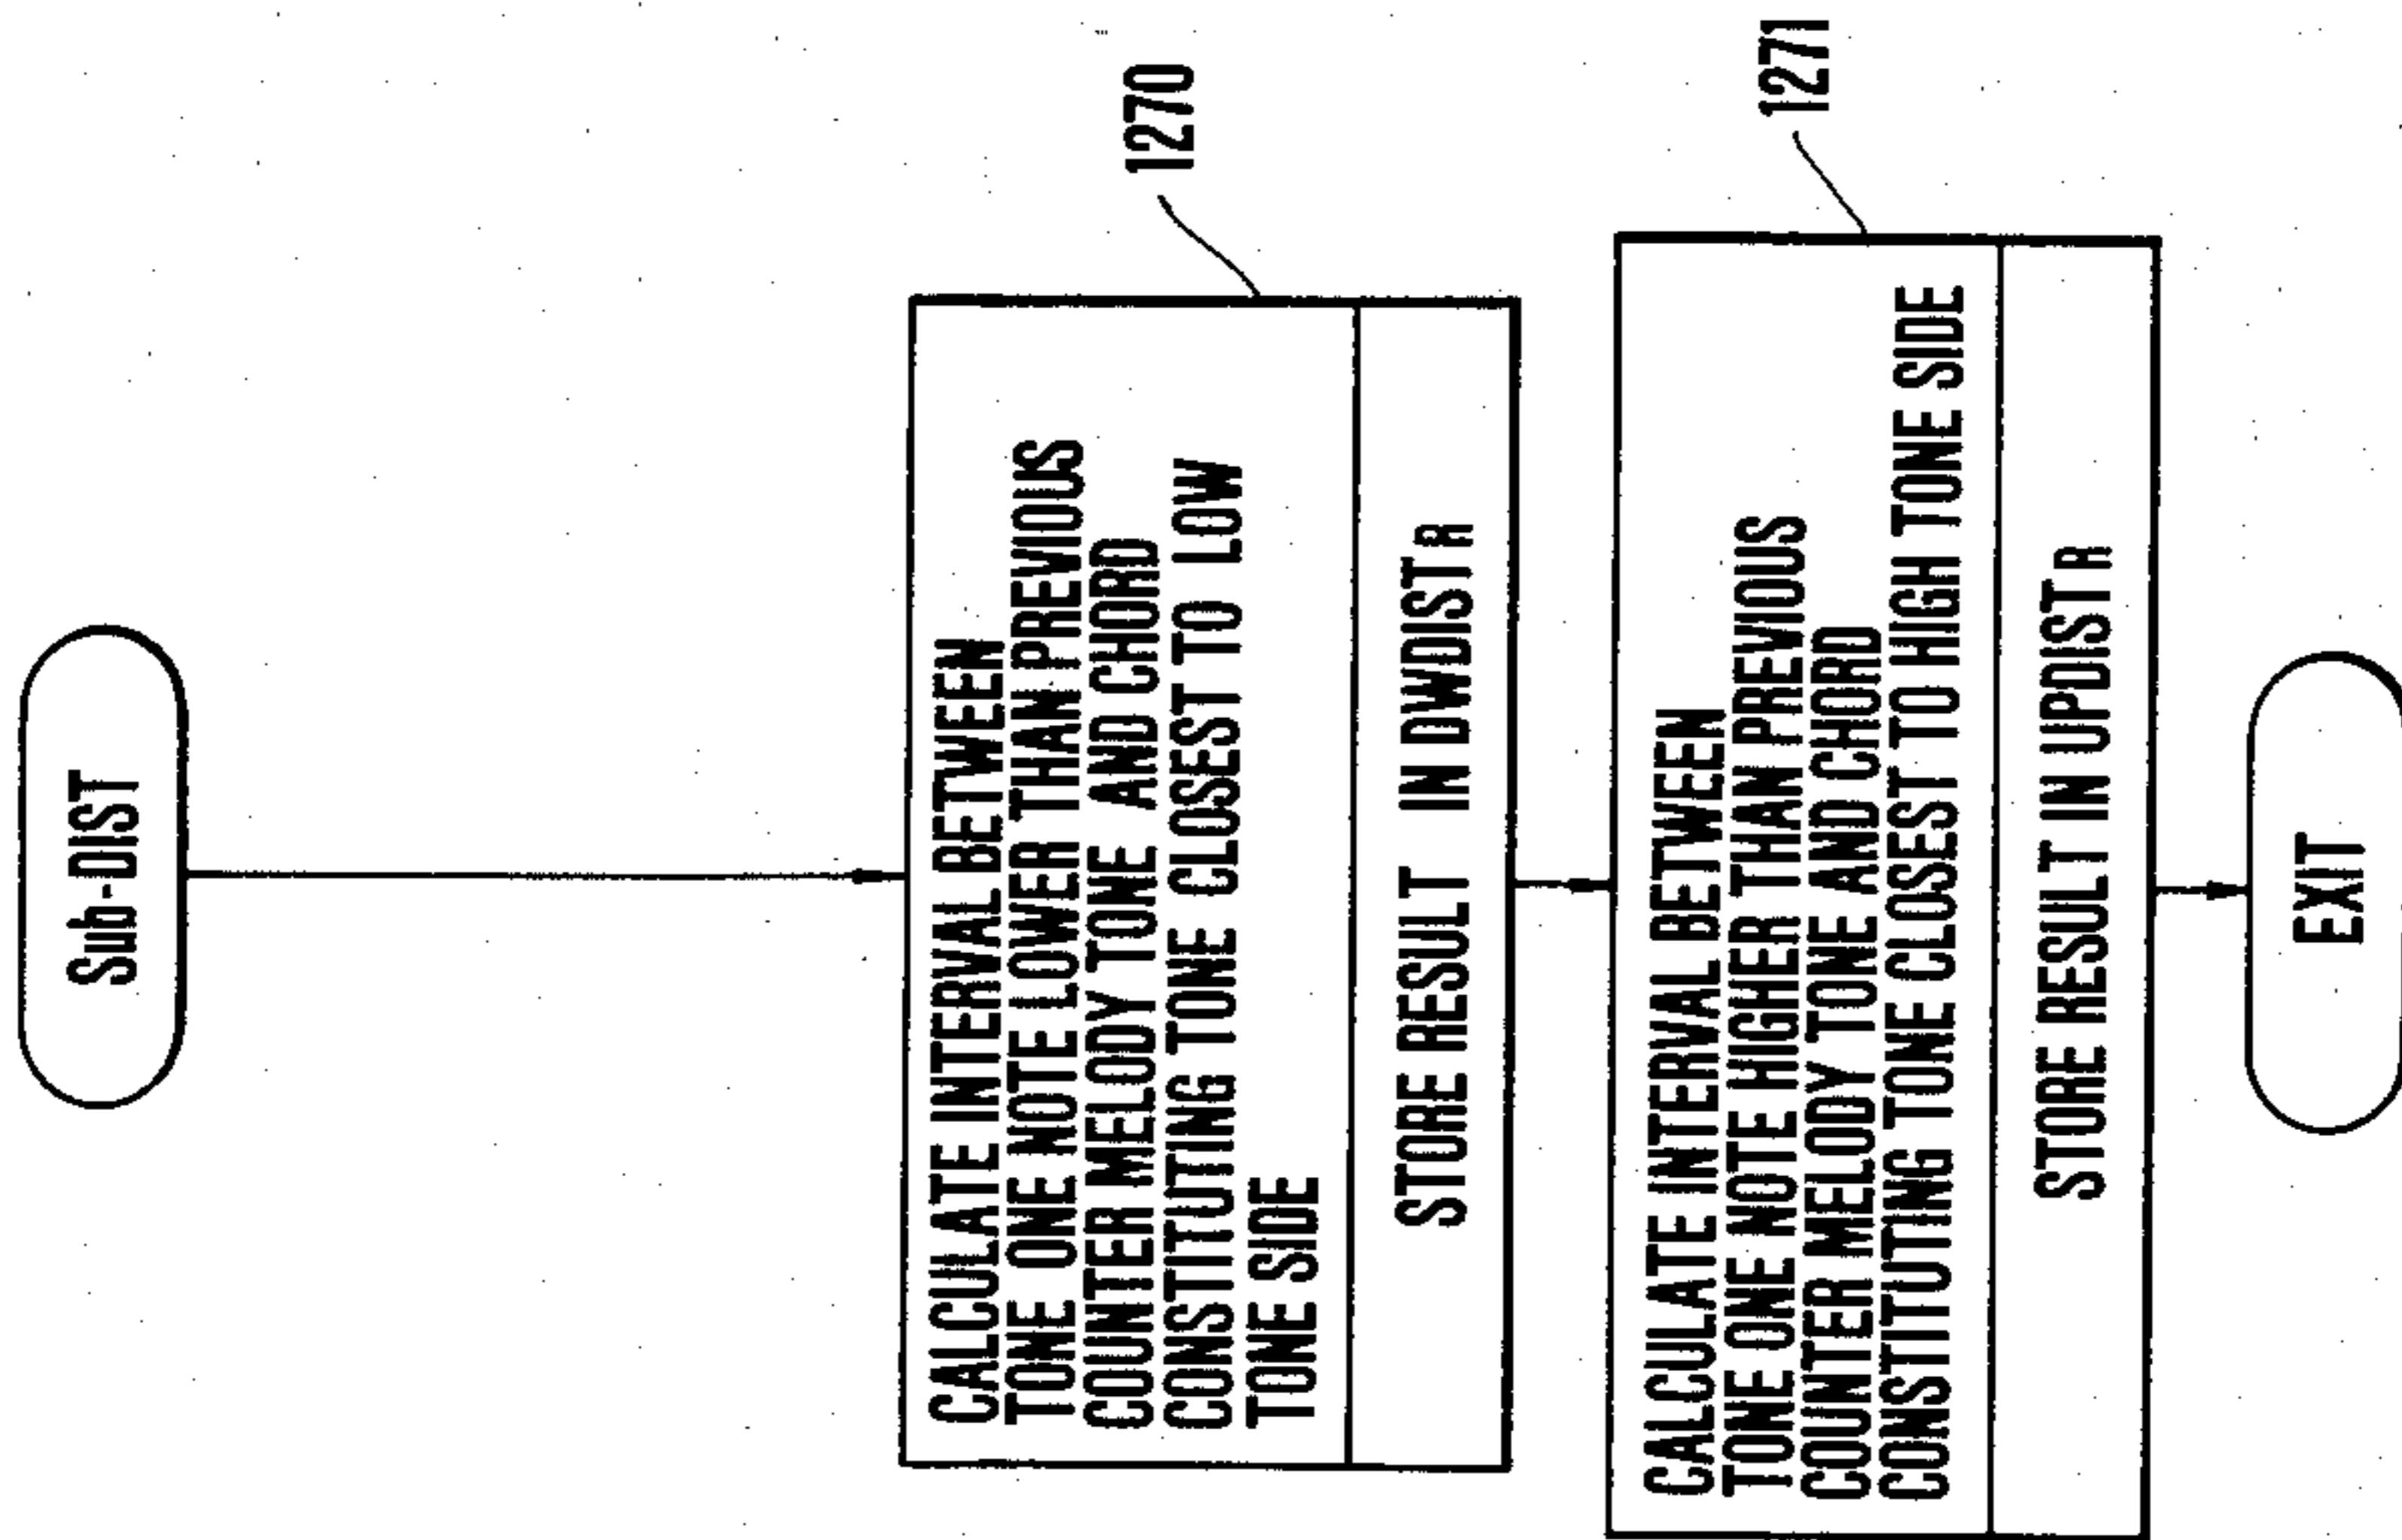 Sub-DIST
1270
CALCULATE INTERVAL BETWEEN
TONE ONE NOTE LOWER THAN PREVIOUS
COUNTER MELODY TONE AND CHORD
CONSTITUTING TONE CLOSEST TO LOW
TONE SIDE
STORE RESULT IN DWDISTR
1271
CALCULATE INTERVAL BETWEEN
TONE ONE NOTE HIGHER THAN PREVIOUS
COUNTER MELODY TONE AND CHORD
CONSTITUTING TONE CLOSEST TO HIGH TONE SIDE
STORE RESULT IN UPDISTR
EXIT